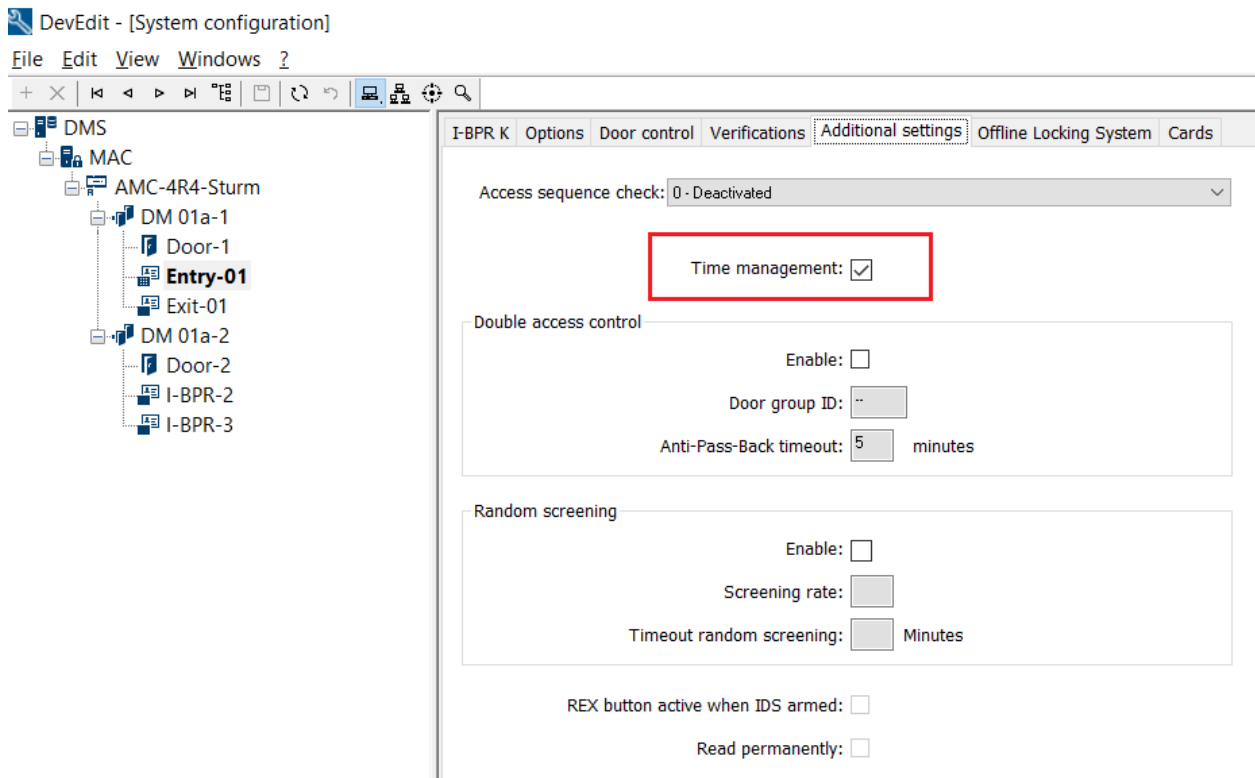 DevEdit - [System configuration]
File Edit View Windows ?
DMS
MAC
AMC-4R4-Sturm
DM 01a-1
Door-1
Entry-01
Exit-01
DM 01a-2
Door-2
I-BPR-2
I-BPR-3
I-BPR K Options Door control Verifications Additional settings Offline Locking System Cards
Access sequence check: 0 - Deactivated
Time management:
Double access control
Enable:
Door group ID: --
Anti-Pass-Back timeout: 5 minutes
Random screening
Enable:
Screening rate:
Timeout random screening: Minutes
REX button active when IDS armed:
Read permanently: